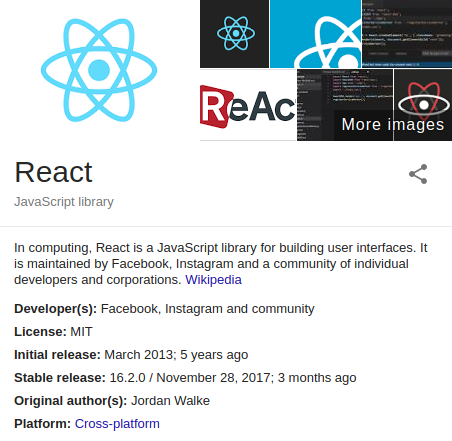 ReAc
More images
React
JavaScript library
In computing, React is a JavaScript library for building user interfaces. It
is maintained by Facebook, Instagram and a community of individual
developers and corporations. Wikipedia
Developer(s): Facebook, Instagram and community
License: MIT
Initial release: March 2013; 5 years ago
Stable release: 16.2.0 / November 28, 2017; 3 months ago
Original author(s): Jordan Walke
Platform: Cross-platform